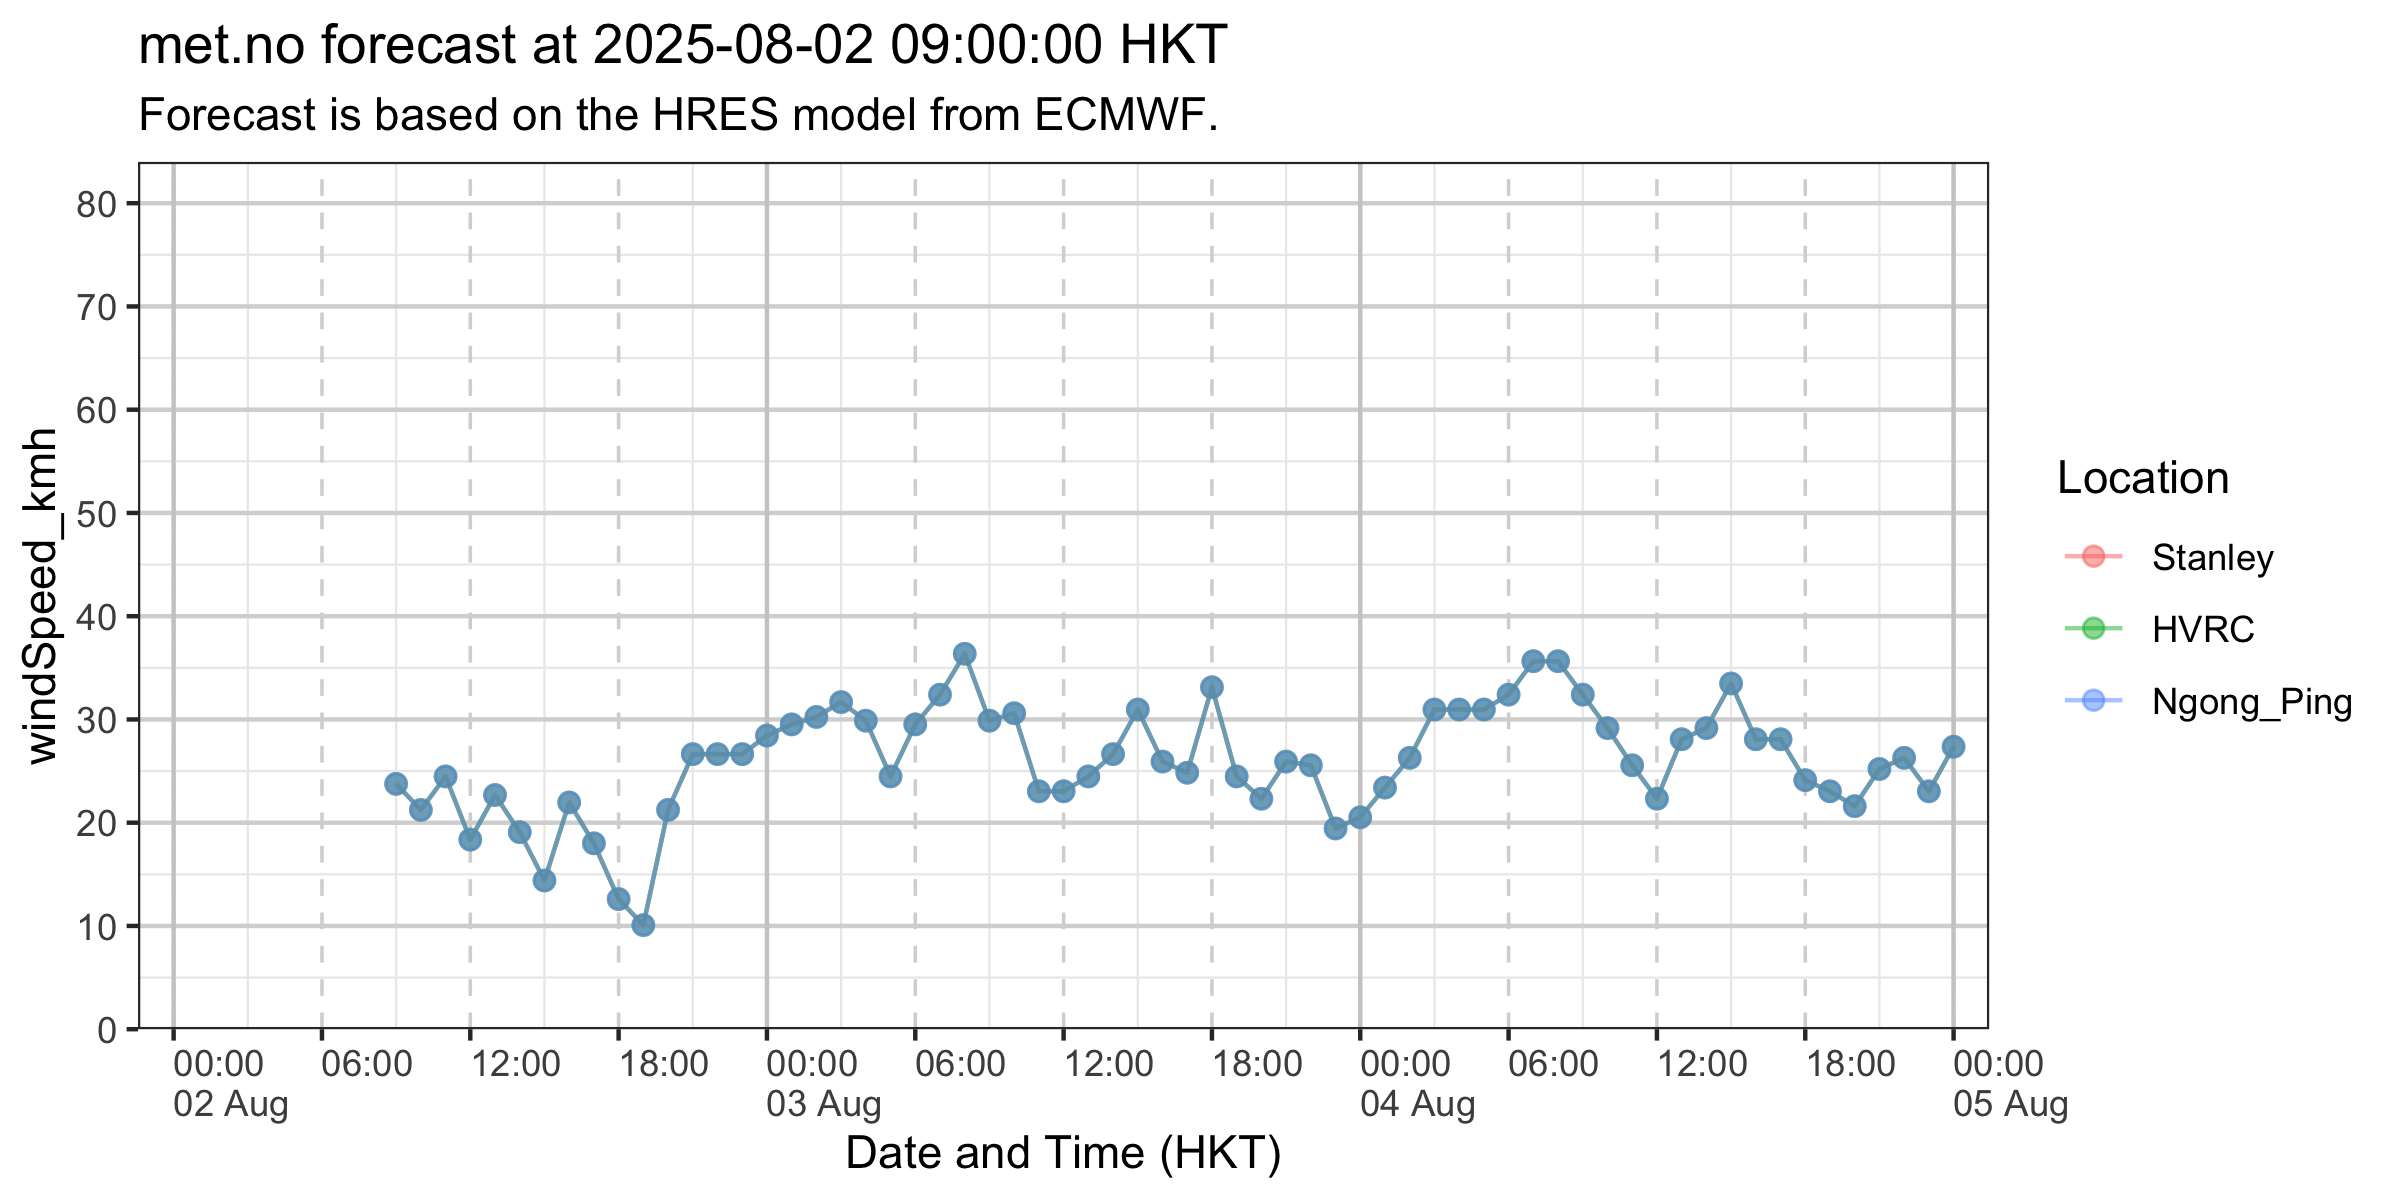 met.no forecast at 2025-08-02 09:00:00 HKT
Forecast is based on the HRES model from ECMWF.
windSpeed_kmh
80
70
60
50
40
30
20
10
0
00:00 06:00 12:00 18:00 00:00 06:00 12:00 18:00 00:00 06:00 12:00 18:00 00:00
02 Aug 03 Aug 04 Aug 05 Aug
Date and Time (HKT)
Location
Stanley
HVRC
Ngong_Ping